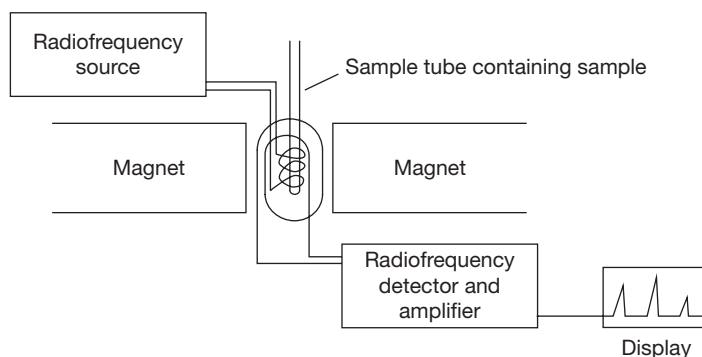 Radiofrequency
source
Sample tube containing sample
Magnet
Magnet
Radiofrequency
detector and
amplifier
Display